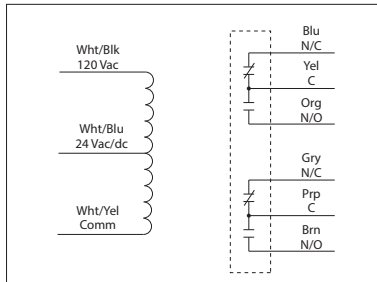 Wht/Blk
120 Vac
Wht/Blu
24 Vac/dc
Wht/Yel
Comm
Blu
N/C
Yel
C
Org
N/O
Gry
N/C
Prp
C
Brn
N/O